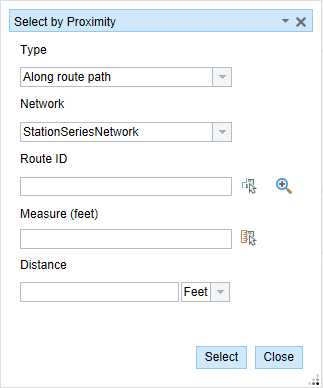 Select by Proximity
Type
Along route path
Network
StationSeriesNetwork
Route ID
Measure (feet)
Distance
Feet
Select Close